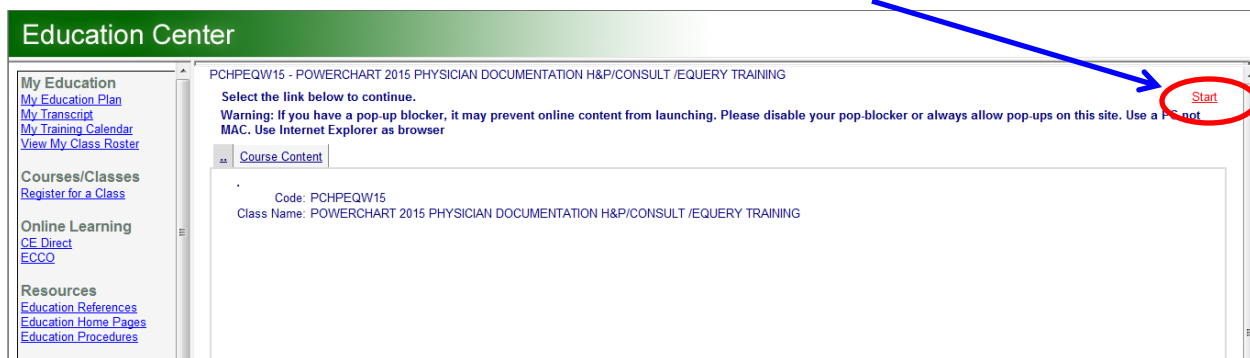 Education Center
My Education
My Education Plan
My Transcript
My Training Calendar
View My Class Roster
Courses/Classes
Register for a Class
Online Learning
CE Direct
ECCO
Resources
Education References
Education Home Pages
Education Procedures
PCHPEQW15 - POWERCHART 2015 PHYSICIAN DOCUMENTATION H&P/CONSULT /EQUERY TRAINING
Select the link below to continue.
Start
Warning: If you have a pop-up blocker, it may prevent online content from launching. Please disable your pop-blocker or always allow pop-ups on this site. Use a PC not
MAC. Use Internet Explorer as browser
.. Course Content
.
Code: PCHPEQW15
Class Name: POWERCHART 2015 PHYSICIAN DOCUMENTATION H&P/CONSULT /EQUERY TRAINING